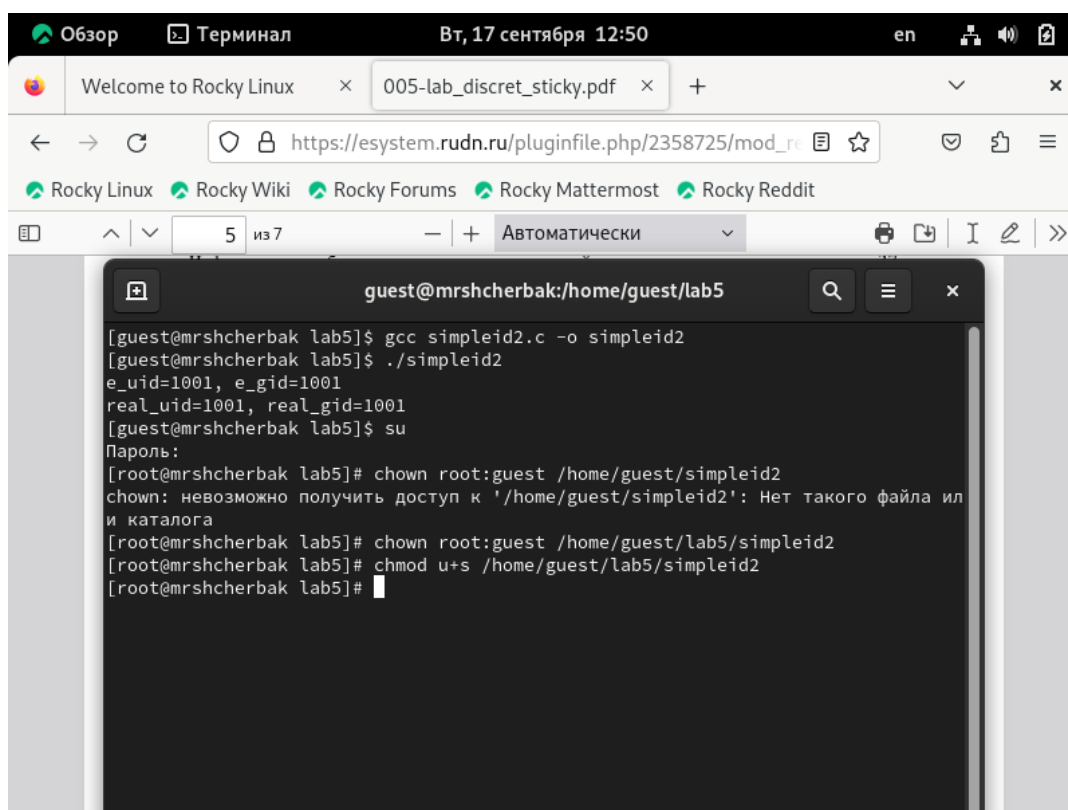 Обзор Терминал Вт, 17 сентября 12:50 en
Welcome to Rocky Linux × 005-lab_discret_sticky.pdf × +
https://esystem.rudn.ru/pluginfile.php/2358725/mod_re
Rocky Linux Rocky Wiki Rocky Forums Rocky Mattermost Rocky Reddit
5 из 7 — + Автоматически
guest@mrshcherbak:/home/guest/lab5
[guest@mrshcherbak lab5]$ gcc simpleid2.c -o simpleid2
[guest@mrshcherbak lab5]$ ./simpleid2
e_uid=1001, e_gid=1001
real_uid=1001, real_gid=1001
[guest@mrshcherbak lab5]$ su
Пароль:
[root@mrshcherbak lab5]# chown root:guest /home/guest/simpleid2
chown: невозможно получить доступ к '/home/guest/simpleid2': Нет такого файла ил
и каталога
[root@mrshcherbak lab5]# chown root:guest /home/guest/lab5/simpleid2
[root@mrshcherbak lab5]# chmod u+s /home/guest/lab5/simpleid2
[root@mrshcherbak lab5]#